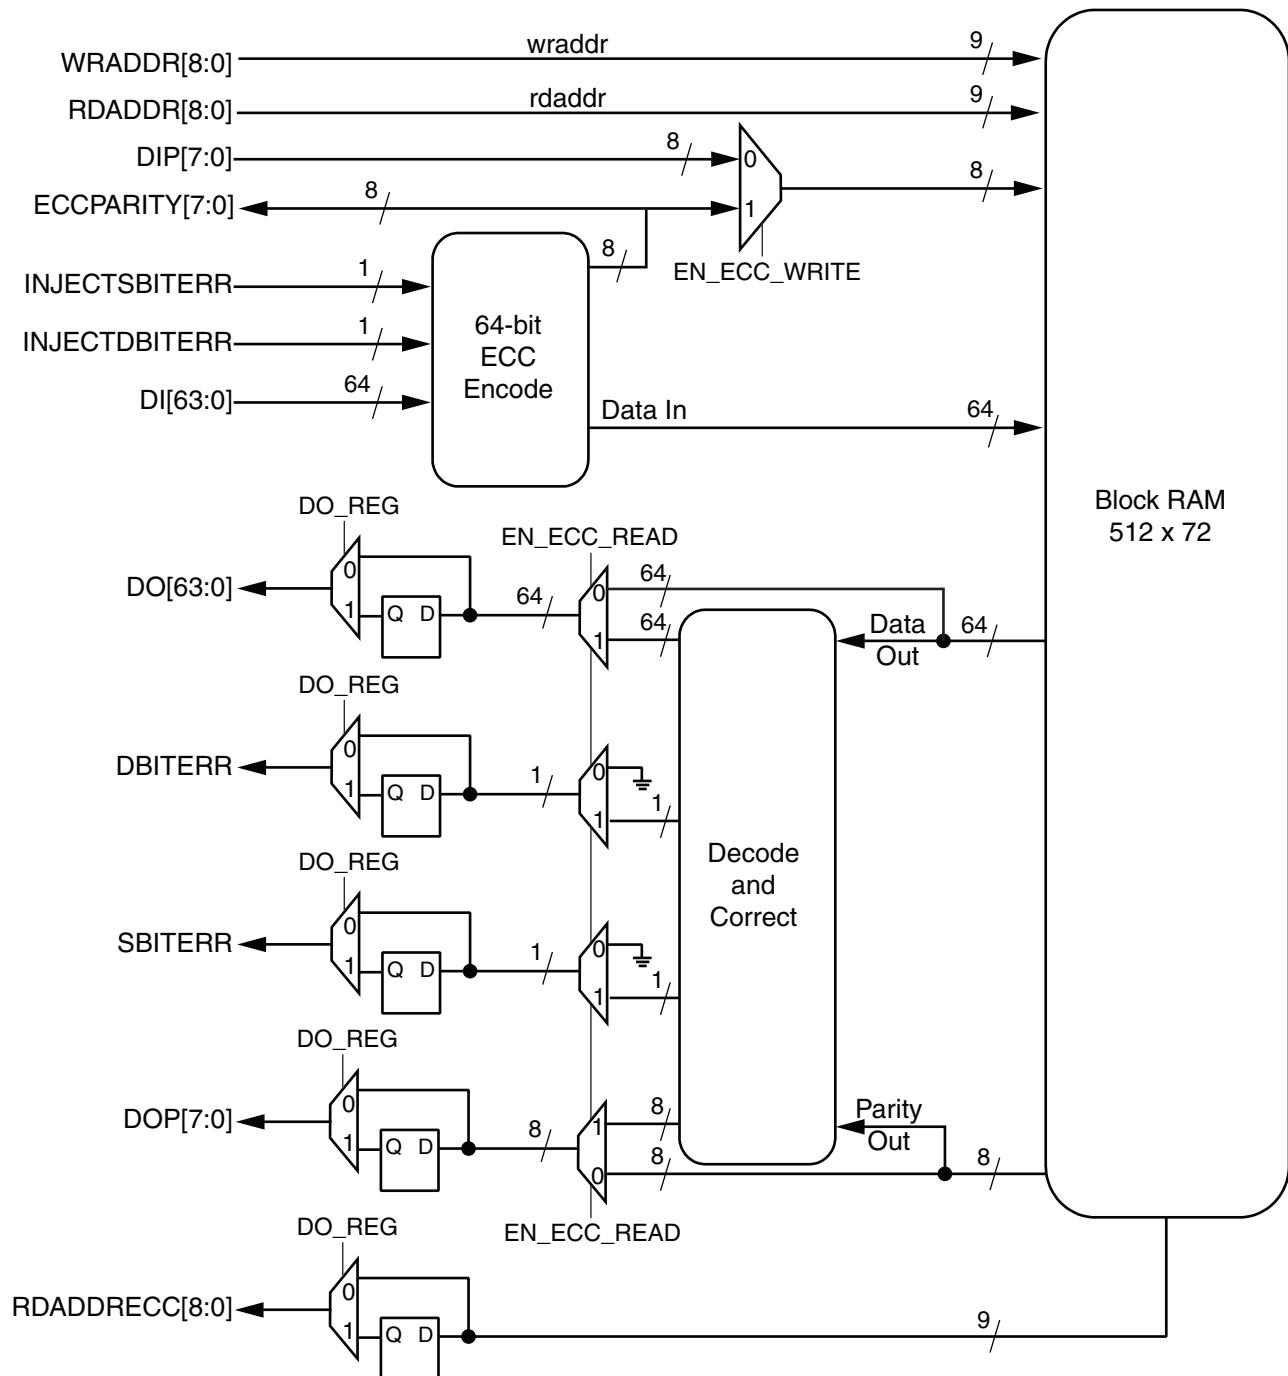 wraddr
9
WRADDR[8:0]
rdaddr
9
RDADDR[8:0]
DIP[7:0]
8
0
8
ECCPARITY[7:0]
8
1
8
EN_ECC_WRITE
INJECTSBITERR
1
INJECTDBITERR
1
64-bit
ECC
Encode
DI[63:0]
64
Data In
64
Block RAM
512 x 72
DO_REG
EN_ECC_READ
DO[63:0]
0
1
Q D
64
0
1
64
64
Data
Out
64
DO_REG
DBITERR
0
1
Q D
1
0
1
1
Decode
and
Correct
DO_REG
SBITERR
0
1
Q D
1
0
1
1
DO_REG
DOP[7:0]
0
1
Q D
8
1
0
8
8
Parity
Out
8
EN_ECC_READ
DO_REG
RDADDRECC[8:0]
0
1
Q D
9